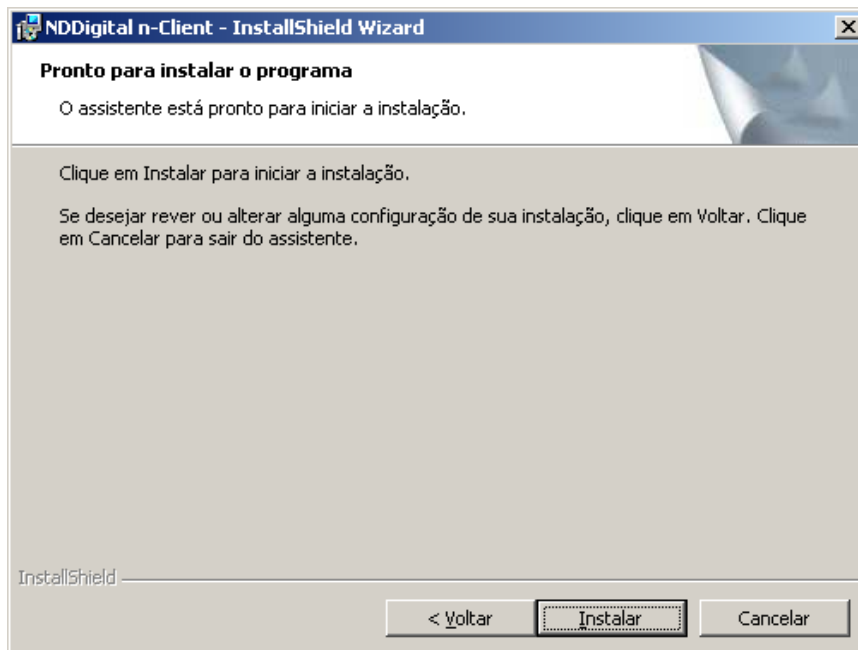 NDDigital n-Client - InstallShield Wizard
Pronto para instalar o programa
O assistente está pronto para iniciar a instalação.
Clique em Instalar para iniciar a instalação.
Se desejar rever ou alterar alguma configuração de sua instalação, clique em Voltar. Clique
em Cancelar para sair do assistente.
InstallShield
< Voltar
Instalar
Cancelar